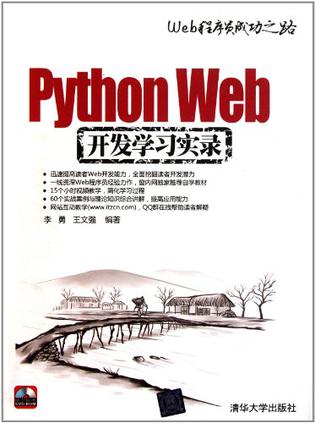 Web程序员成功之路
Python Web
开发学习实录
迅速提高读者Web开发能力，全面挖掘读者开发潜力
一线资深Web程序员经验力作，国内网独家推荐自学教材
15个小时视频教学，简化学习过程
60个实战案例与理论知识综合讲解，提高应用能力
网站互动教学(www.itzcn.com)，QQ群在线帮助读者解疑
李 勇 王文强 编著
DVD-ROM
清华大学出版社